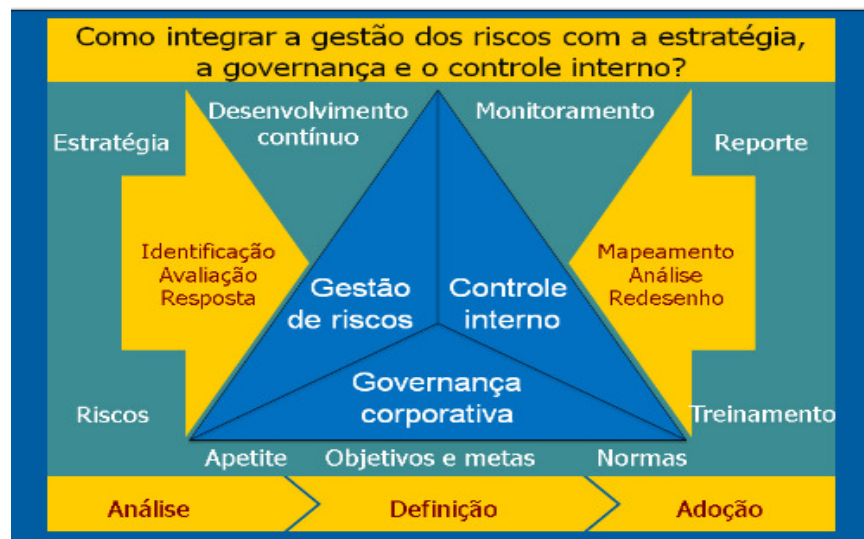 Como integrar a gestão dos riscos com a estratégia,
a governança e o controle interno?
Desenvolvimento
contínuo
Monitoramento
Estratégia
Reporte
Identificação
Avaliação
Resposta
Mapeamento
Análise
Redesenho
Gestão
de riscos
Controle
interno
Governança
corporativa
Riscos
Treinamento
Apetite
Objetivos e metas
Normas
Análise
Definição
Adoção